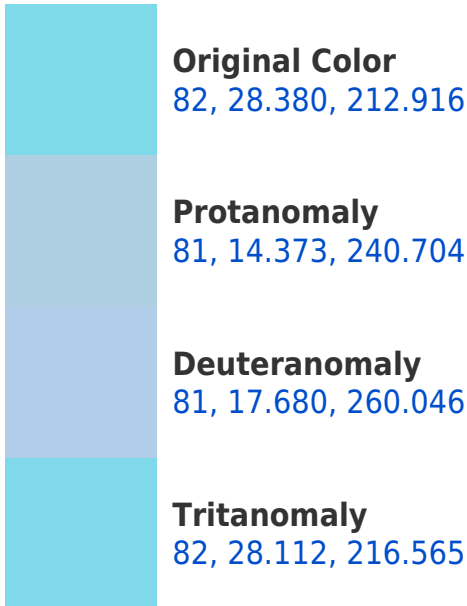 Original Color
82, 28.380, 212.916
Protanomaly
81, 14.373, 240.704
Deuteranomaly
81, 17.680, 260.046
Tritanomaly
82, 28.112, 216.565